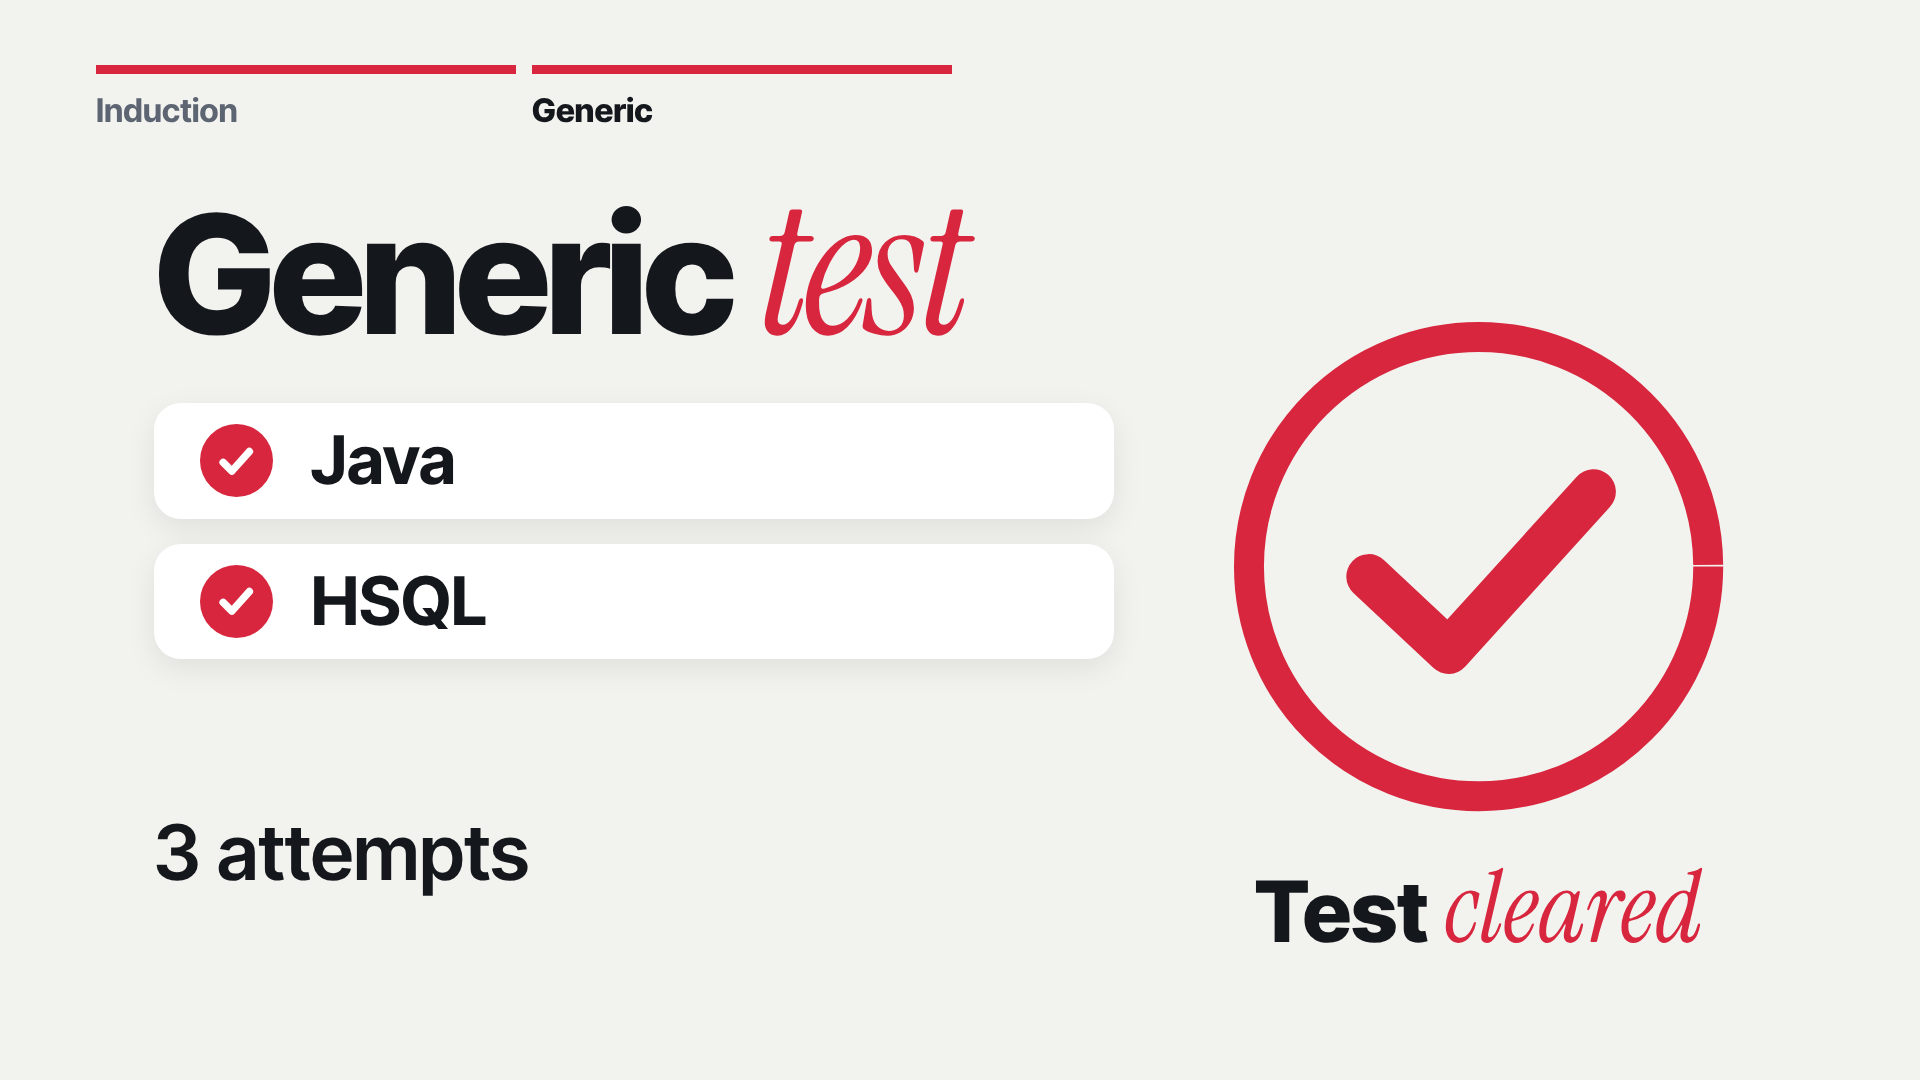 Induction
Generic
Generic test
Java
HSQL
3 attempts
Test cleared